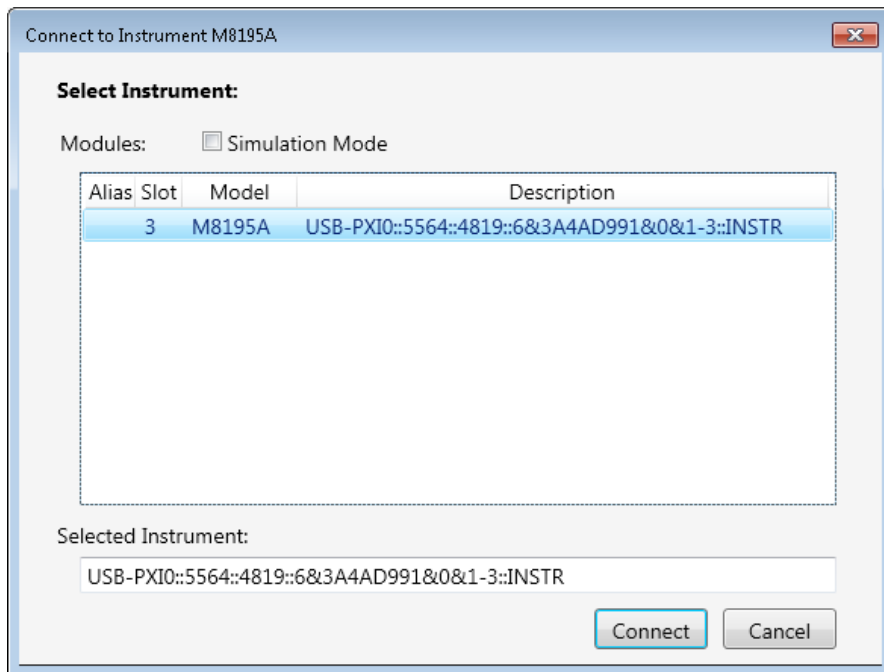 Connect to Instrument M8195A
Select Instrument:
Modules: Simulation Mode
Alias Slot Model Description
3 M8195A USB-PXI0::5564::4819::6&3A4AD991&0&1-3::INSTR
Selected Instrument:
USB-PXI0::5564::4819::6&3A4AD991&0&1-3::INSTR
Connect Cancel